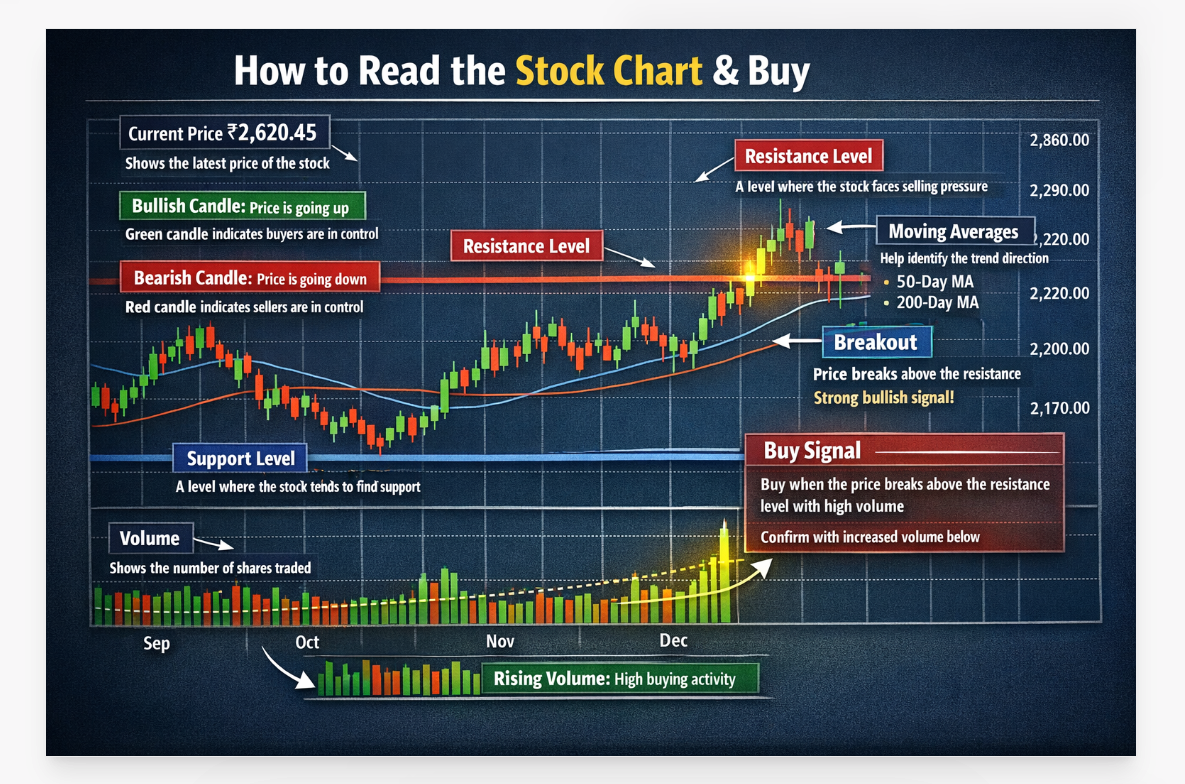 How to Read the Stock Chart & Buy
Current Price ₹2,620.45
Shows the latest price of the stock
Bullish Candle: Price is going up
Green candle indicates buyers are in control
Bearish Candle: Price is going down
Red candle indicates sellers are in control
Resistance Level
Resistance Level
A level where the stock faces selling pressure
Moving Averages
Help identify the trend direction
• 50-Day MA
• 200-Day MA
Breakout
Price breaks above the resistance
Strong bullish signal!
2,860.00
2,290.00
2,220.00
2,220.00
2,200.00
2,170.00
Support Level
A level where the stock tends to find support
Buy Signal
Buy when the price breaks above the resistance
level with high volume
Confirm with increased volume below
Volume
Shows the number of shares traded
Sep
Oct
Nov
Dec
Rising Volume: High buying activity